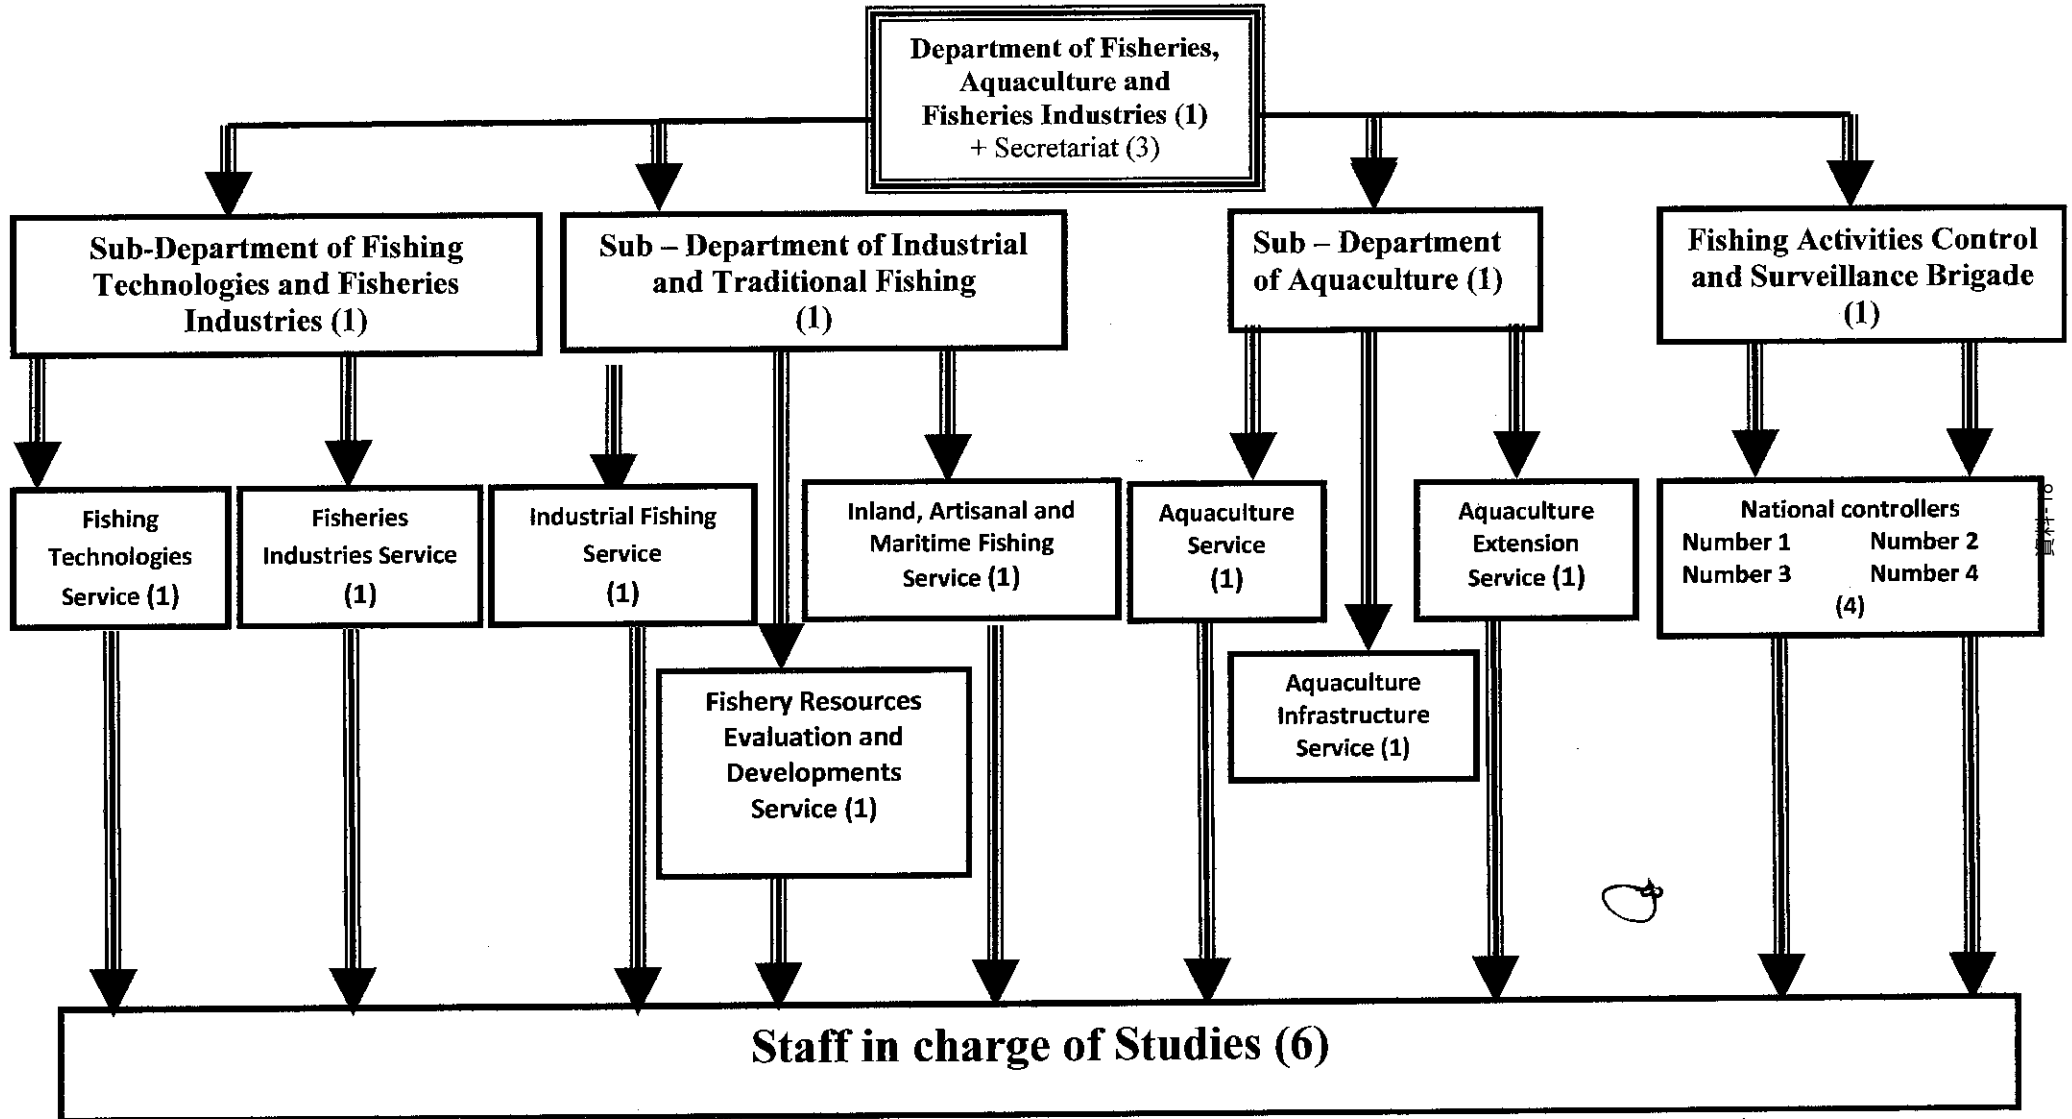 Department of Fisheries,
Aquaculture and
Fisheries Industries (1)
+ Secretariat (3)
Sub-Department of Fishing
Technologies and Fisheries
Industries (1)
Sub – Department of Industrial
and Traditional Fishing
(1)
Sub – Department
of Aquaculture (1)
Fishing Activities Control
and Surveillance Brigade
(1)
Fishing
Technologies
Service (1)
Fisheries
Industries Service
(1)
Industrial Fishing
Service
(1)
Inland, Artisanal and
Maritime Fishing
Service (1)
Aquaculture
Service
(1)
Aquaculture
Extension
Service (1)
National controllers
Number 1 Number 2
Number 3 Number 4
(4)
資料-18
Fishery Resources
Evaluation and
Developments
Service (1)
Aquaculture
Infrastructure
Service (1)
Staff in charge of Studies (6)